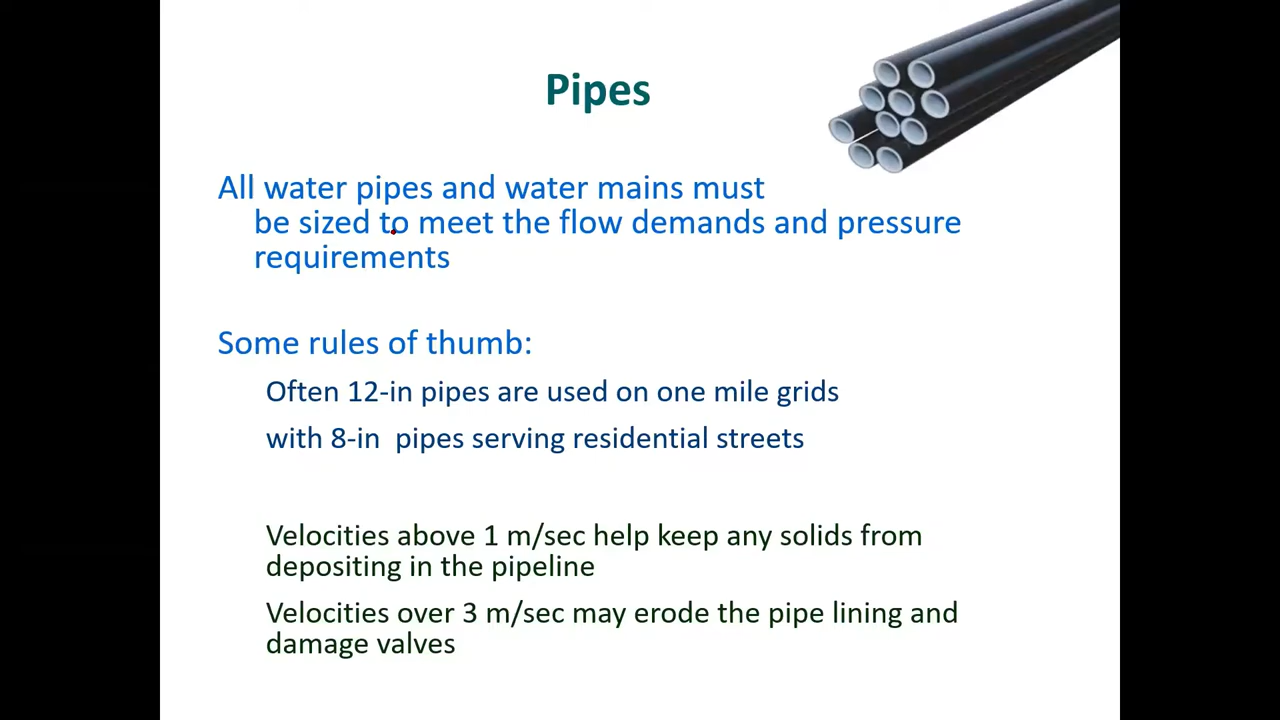 Pipes
All water pipes and water mains must
be sized to meet the flow demands and pressure
requirements
Some rules of thumb:
Often 12-in pipes are used on one mile grids
with 8-in  pipes serving residential streets
Velocities above 1 m/sec help keep any solids from
depositing in the pipeline
Velocities over 3 m/sec may erode the pipe lining and
damage valves